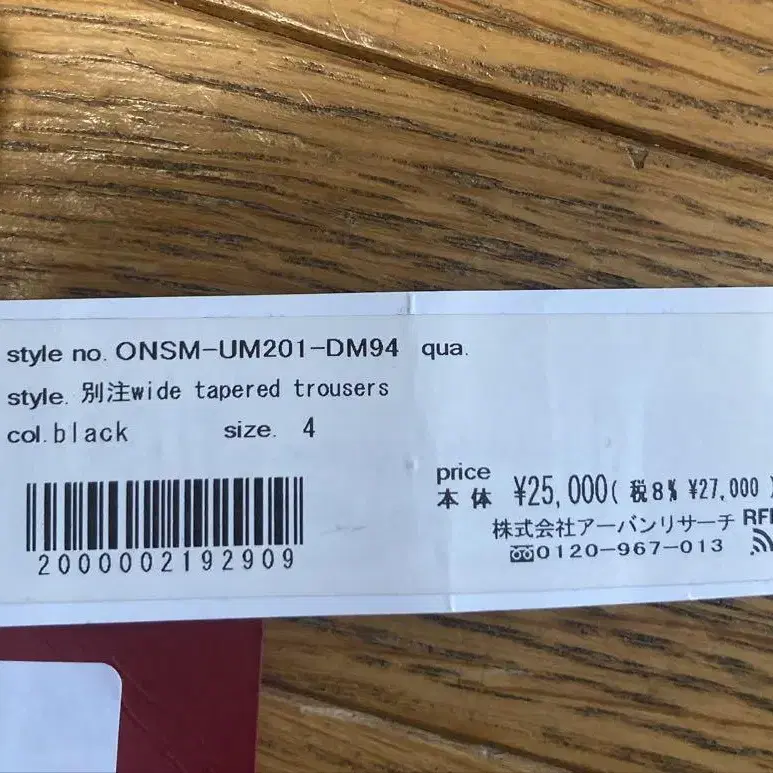 style no. ONSM-UM201-DM94 qua.
style. 別注wide tapered trousers
col. black size. 4
2000002192909
price
本体 ¥25,000( 税8% ¥27,000 )
株式会社アーバンリサーチ
0120-967-013